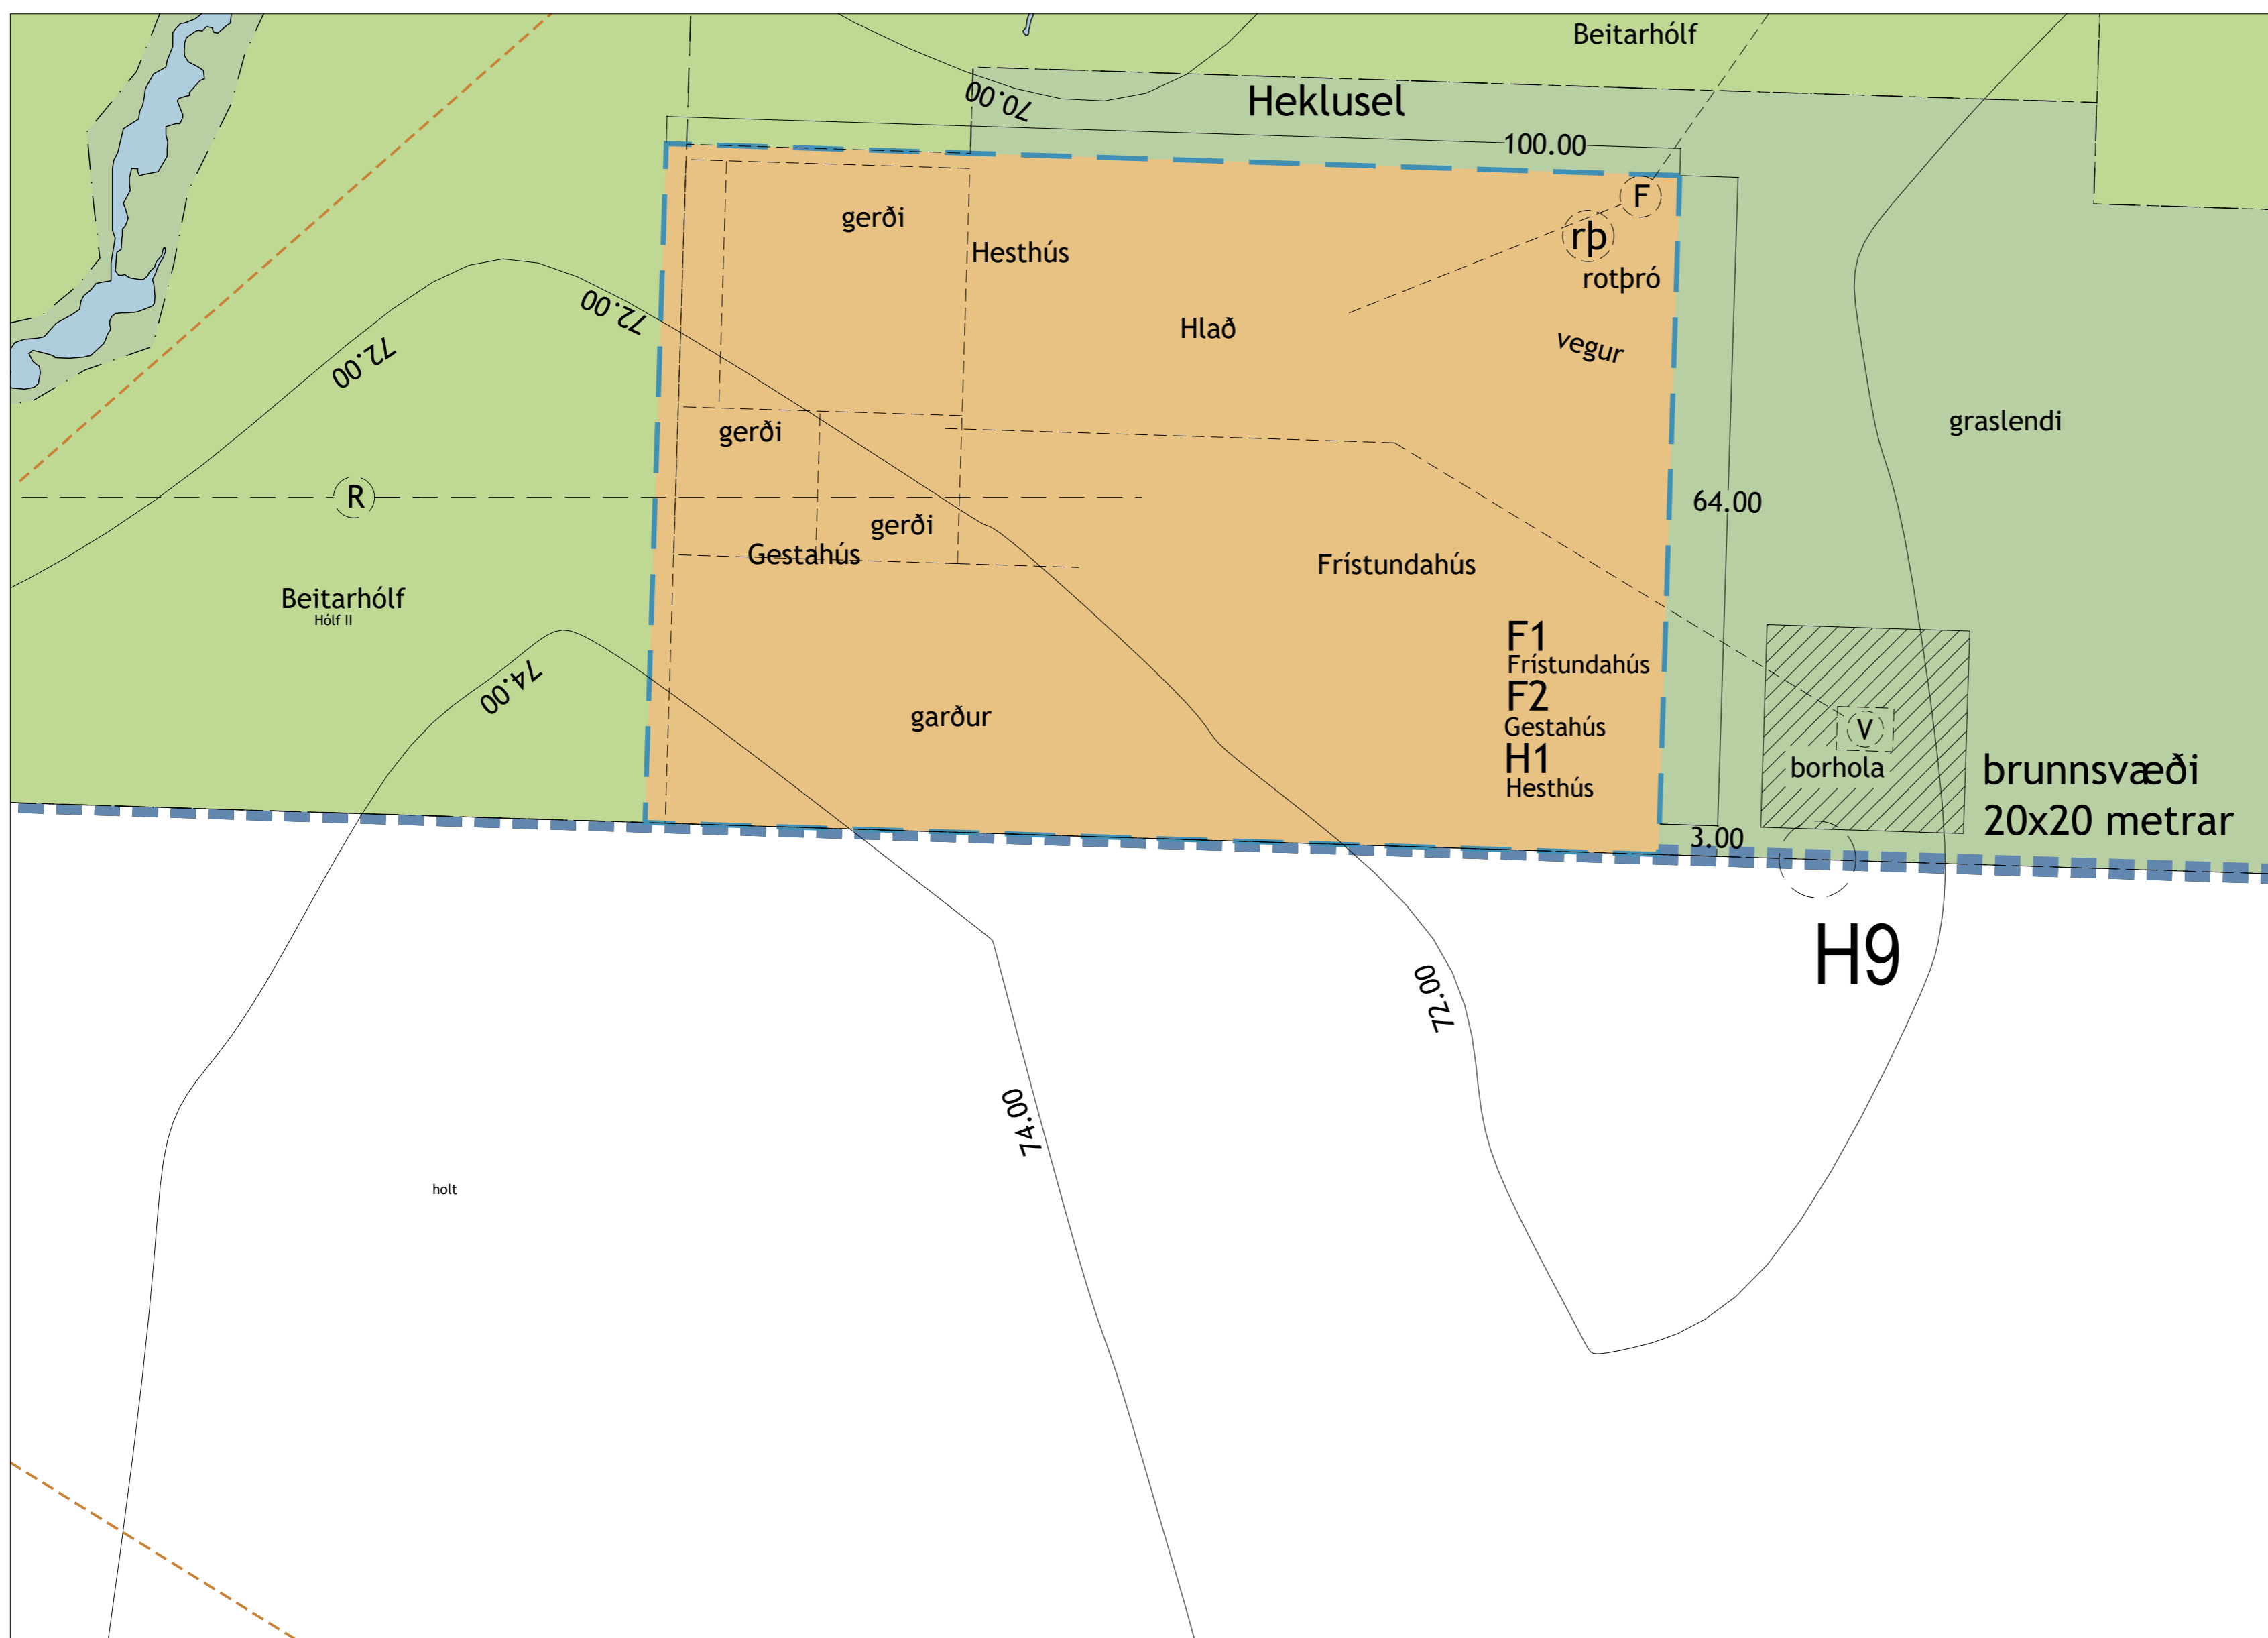 Beitarhólf
70.00
Heklusel
100.00
F
gerði
rþ
Hesthús
rotþró
72.00
Hlað
vegur
72.00
graslendi
gerði
R
64.00
gerði
Gestahús
Frístundahús
Beitarhólf
Hólf II
F1
Frístundahús
74.00
F2
garður
Gestahús
V
H1
borhola
brunnsvæði
Hesthús
20x20 metrar
3.00
H9
72.00
74.00
holt